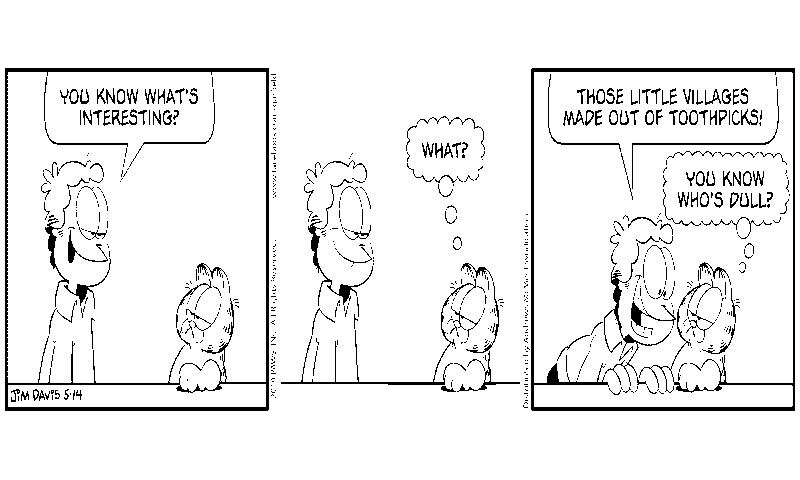 YOU KNOW WHAT'S
INTERESTING?
JIM DAVIS 5·14
WHAT?
THOSE LITTLE VILLAGES
MADE OUT OF TOOTHPICKS!
YOU KNOW
WHO'S DULL?